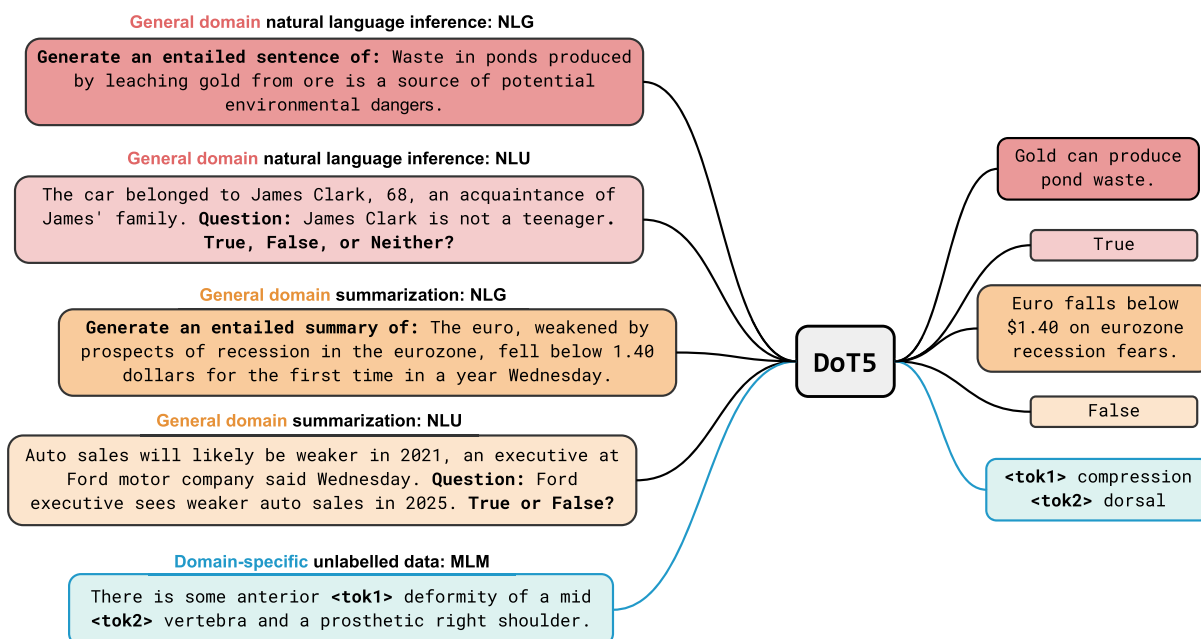 General domain natural language inference: NLG
Generate an entailed sentence of: Waste in ponds produced
by leaching gold from ore is a source of potential
environmental dangers.
General domain natural language inference: NLU
The car belonged to James Clark, 68, an acquaintance of
James' family. Question: James Clark is not a teenager.
True, False, or Neither?
General domain summarization: NLG
Generate an entailed summary of: The euro, weakened by
prospects of recession in the eurozone, fell below 1.40
dollars for the first time in a year Wednesday.
General domain summarization: NLU
Auto sales will likely be weaker in 2021, an executive at
Ford motor company said Wednesday. Question: Ford
executive sees weaker auto sales in 2025. True or False?
Domain-specific unlabelled data: MLM
There is some anterior <tok1> deformity of a mid
<tok2> vertebra and a prosthetic right shoulder.
DoT5
Gold can produce
pond waste.
True
Euro falls below
$1.40 on eurozone
recession fears.
False
<tok1> compression
<tok2> dorsal